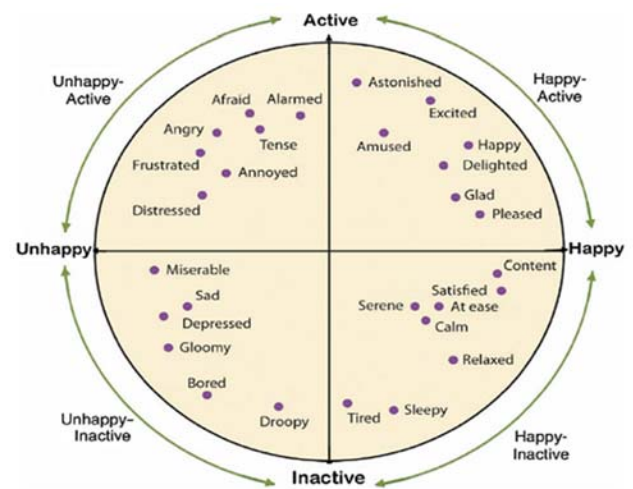 Active
Unhappy-
Active
Happy-
Active
Astonished
Afraid
Alarmed
Excited
Angry
Tense
Amused
Happy
Frustrated
Annoyed
Delighted
Distressed
Glad
Pleased
Unhappy
Happy
Miserable
Content
Sad
Satisfied
Depressed
Serene
At ease
Calm
Gloomy
Relaxed
Bored
Droopy
Tired
Sleepy
Unhappy–
Inactive
Happy-
Inactive
Inactive